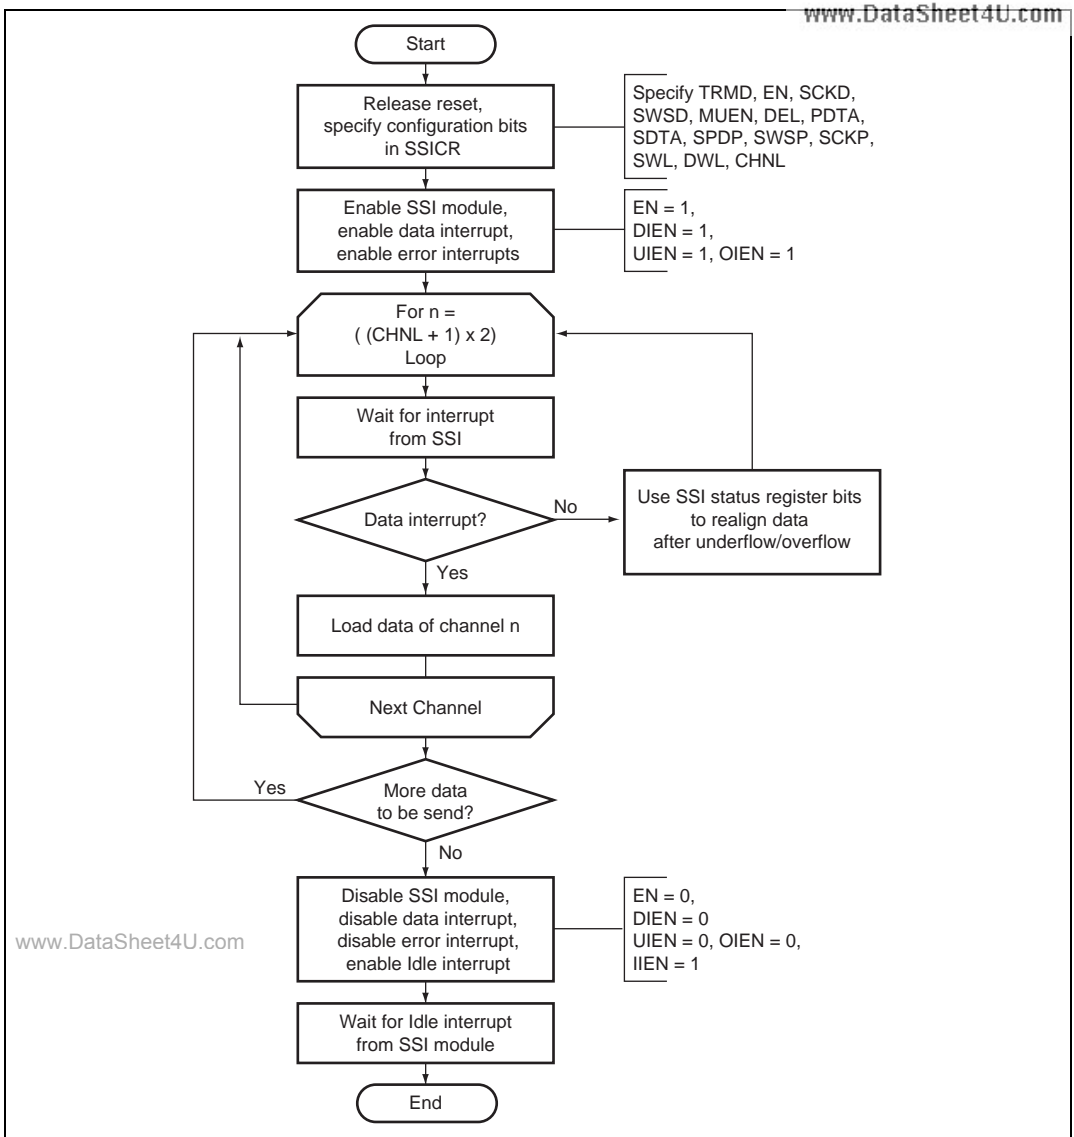 www.DataSheet4U.com
Start
Release reset,
specify configuration bits
in SSICR
Specify TRMD, EN, SCKD,
SWSD, MUEN, DEL, PDTA,
SDTA, SPDP, SWSP, SCKP,
SWL, DWL, CHNL
Enable SSI module,
enable data interrupt,
enable error interrupts
EN = 1,
DIEN = 1,
UIEN = 1, OIEN = 1
For n =
( (CHNL + 1) x 2)
Loop
Wait for interrupt
from SSI
Data interrupt?
No
Use SSI status register bits
to realign data
after underflow/overflow
Yes
Load data of channel n
Next Channel
More data
to be send?
Yes
No
Disable SSI module,
disable data interrupt,
disable error interrupt,
enable Idle interrupt
EN = 0,
DIEN = 0
UIEN = 0, OIEN = 0,
IIEN = 1
www.DataSheet4U.com
Wait for Idle interrupt
from SSI module
End